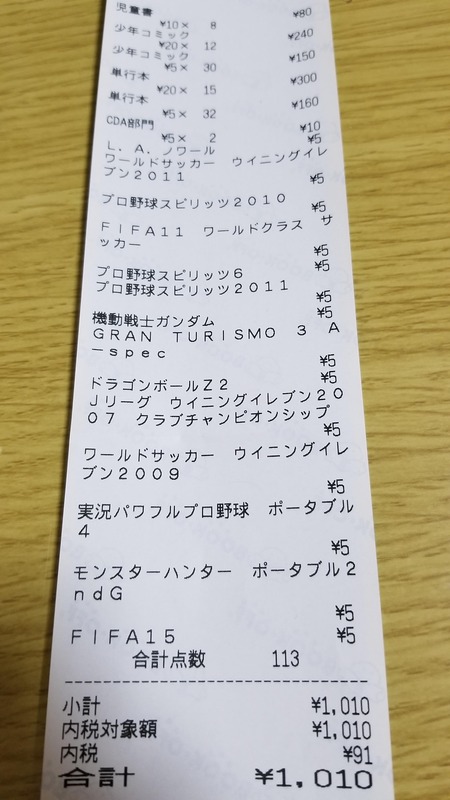 児童書 ¥80
¥10× 8
少年コミック ¥240
¥20× 12
少年コミック ¥150
¥5× 30
単行本 ¥300
¥20× 15
単行本 ¥160
¥5× 32
CDA部門 ¥10
¥5× 2
L.A.ノワール ¥5
ワールドサッカー ウイニングイレ
ブン2011
¥5
プロ野球スピリッツ2010 ¥5
FIFA11 ワールドクラス サ
ッカー
¥5
プロ野球スピリッツ6 ¥5
プロ野球スピリッツ2011
¥5
機動戦士ガンダム ¥5
GRAN TURISMO 3 A
-spec
¥5
ドラゴンボールZ2 ¥5
Jリーグ ウイニングイレブン20
07 クラブチャンピオンシップ
¥5
ワールドサッカー ウイニングイレ
ブン2009
¥5
実況パワフルプロ野球 ポータブル
4
¥5
モンスターハンター ポータブル2
ndG
¥5
FIFA15 ¥5
合計点数 113
小計 ¥1,010
内税対象額 ¥1,010
内税 ¥91
合計 ¥1,010